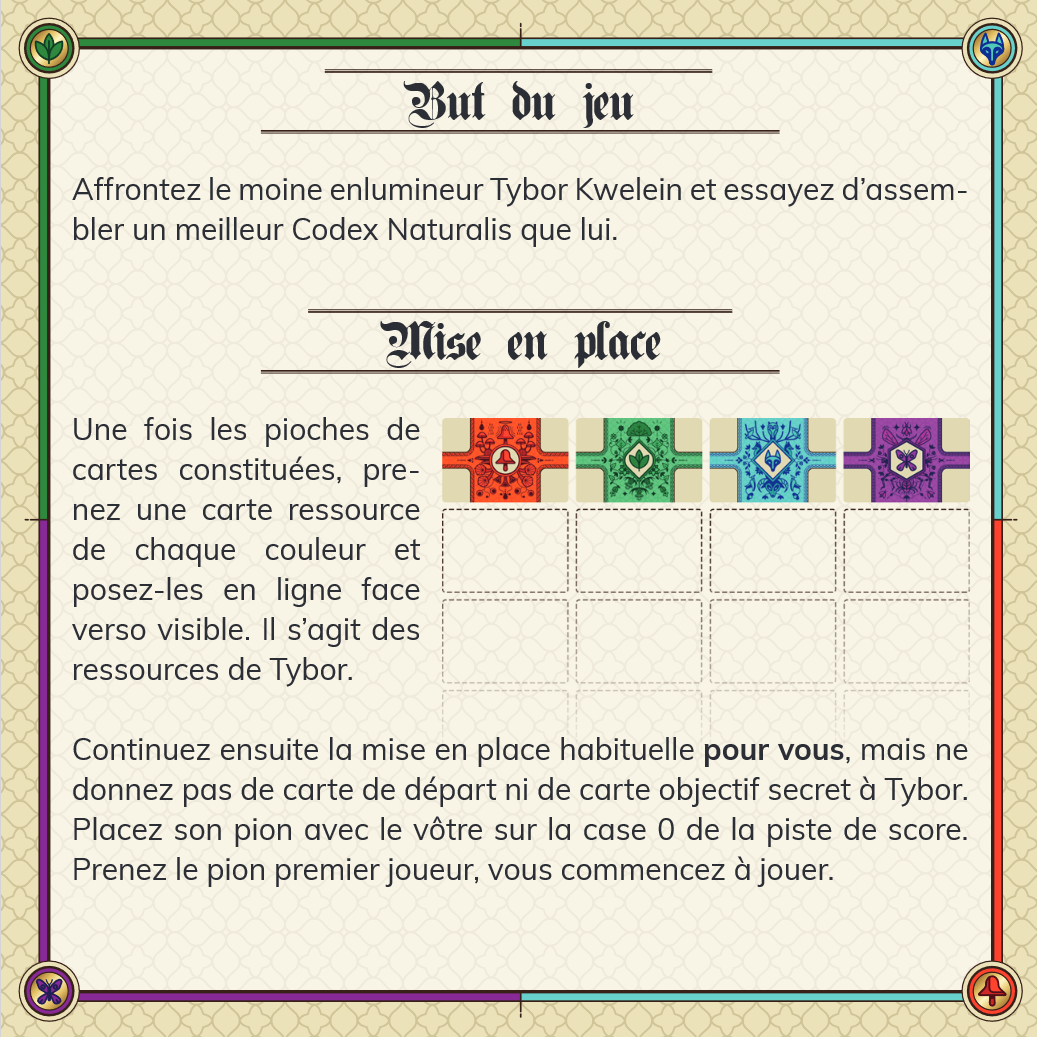 But du jeu
Affrontez le moine enlumineur Tybor Kwelein et essayez d’assem-
bler un meilleur Codex Naturalis que lui.
Mise en place
Une fois les pioches de
cartes constituées, pre-
nez une carte ressource
de chaque couleur et
posez-les en ligne face
verso visible. Il s’agit des
ressources de Tybor.
Continuez ensuite la mise en place habituelle pour vous, mais ne
donnez pas de carte de départ ni de carte objectif secret à Tybor.
Placez son pion avec le vôtre sur la case 0 de la piste de score.
Prenez le pion premier joueur, vous commencez à jouer.